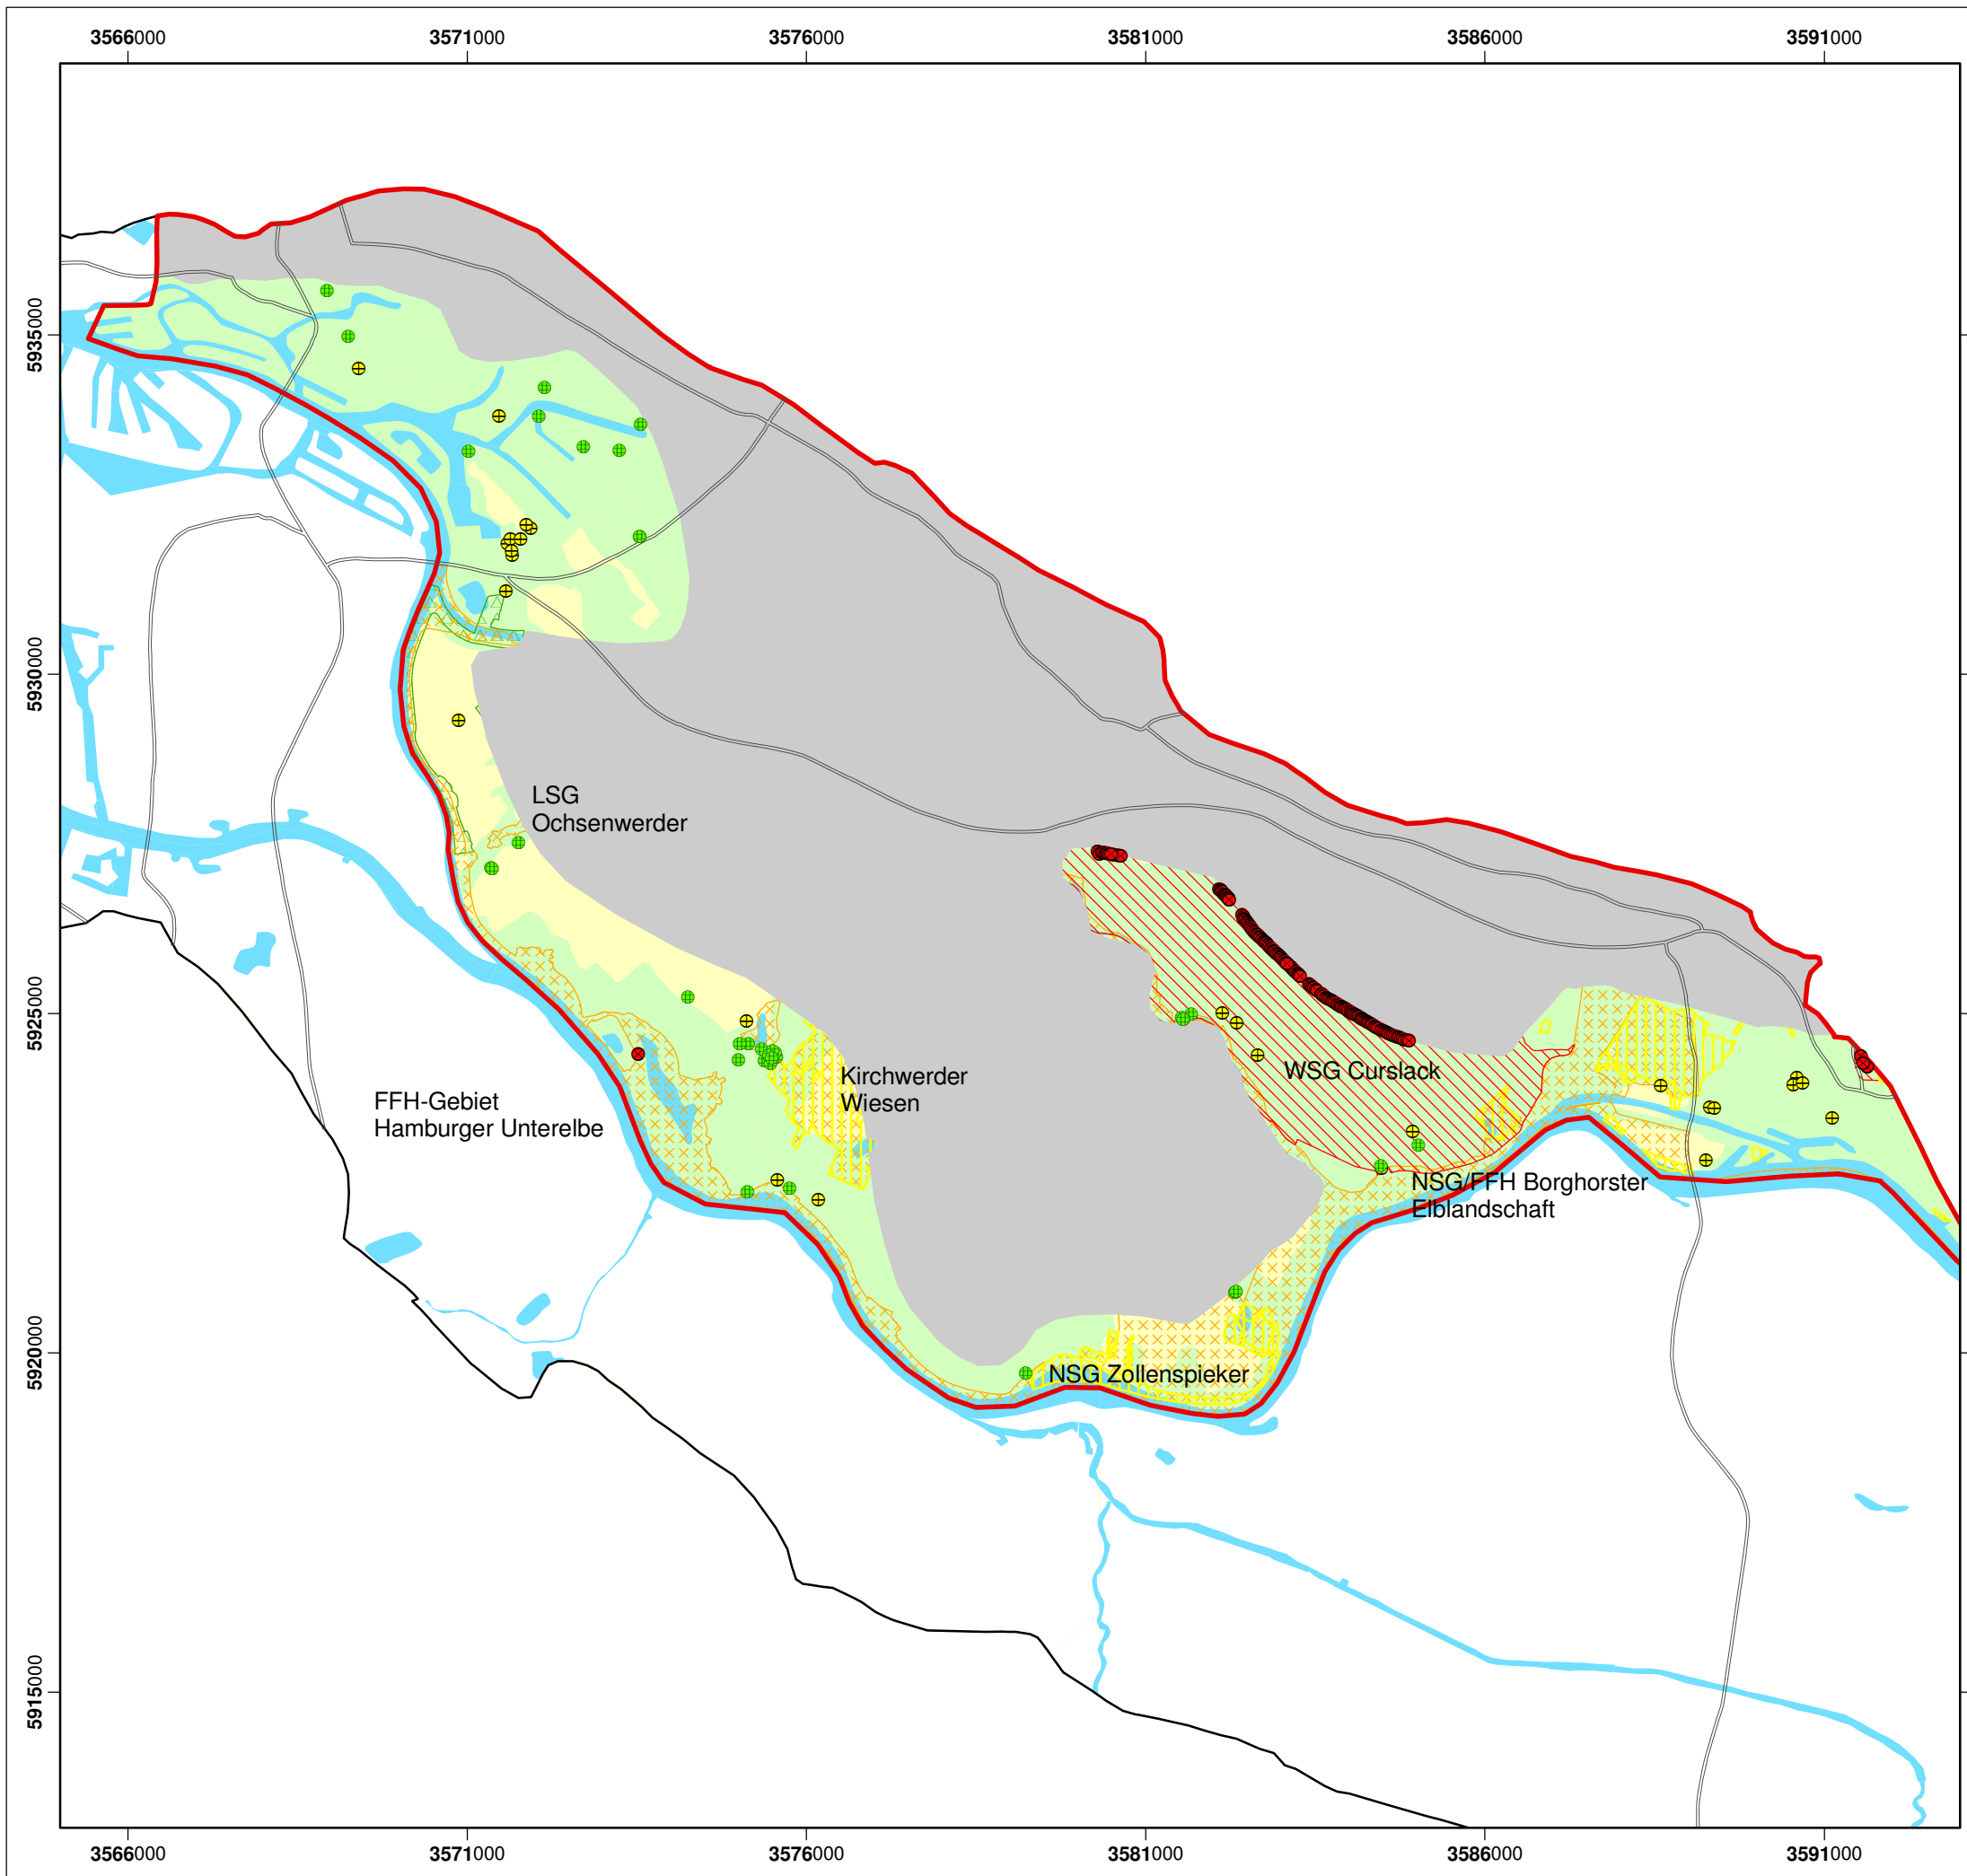 3566000 3571000 3576000 3581000 3586000 3591000
5935000
5930000
5925000
5920000
5915000
LSG
Ochsenwerder
Kirchwerder
Wiesen
WSG Curslack
FFH-Gebiet
Hamburger Unterelbe
NSG/FFH Borghorster
Elblandschaft
NSG Zollenspieker
3566000 3571000 3576000 3581000 3586000 3591000